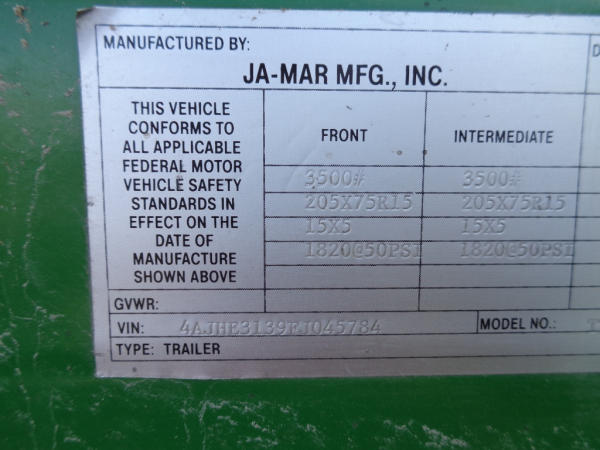 MANUFACTURED BY:
D
JA-MAR MFG., INC.
THIS VEHICLE
CONFORMS TO
ALL APPLICABLE
FEDERAL MOTOR
VEHICLE SAFETY
STANDARDS IN
EFFECT ON THE
DATE OF
MANUFACTURE
SHOWN ABOVE
FRONT INTERMEDIATE
3500# 3500#
205X75R15 205X75R15
15X5 15X5
1820@50PSI 1820@50PSI
GVWR:
VIN: 4AJHE3139RJ045784 MODEL NO.: T
TYPE: TRAILER